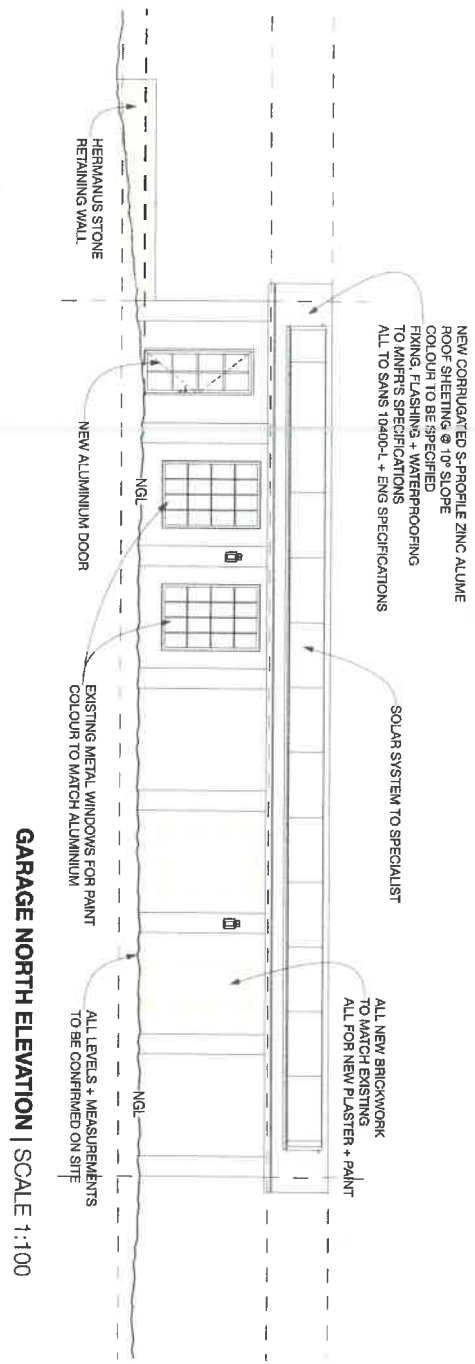 NEW CORRUGATED S-PROFILE ZINC ALUME
ROOF SHEETING @ 10° SLOPE
COLOUR TO BE SPECIFIED
FIXING, FLASHING + WATERPROOFING
TO MNFR'S SPECIFICATIONS
ALL TO SANS 10400-L + ENG SPECIFICATIONS
SOLAR SYSTEM TO SPECIALIST
ALL NEW BRICKWORK
TO MATCH EXISTING
ALL FOR NEW PLASTER + PAINT
HERMANUS STONE
RETAINING WALL
NEW ALUMINIUM DOOR
NGL
EXISTING METAL WINDOWS FOR PAINT
COLOUR TO MATCH ALUMINIUM
ALL LEVELS + MEASUREMENTS
TO BE CONFIRMED ON SITE
NGL
GARAGE NORTH ELEVATION | SCALE 1:100